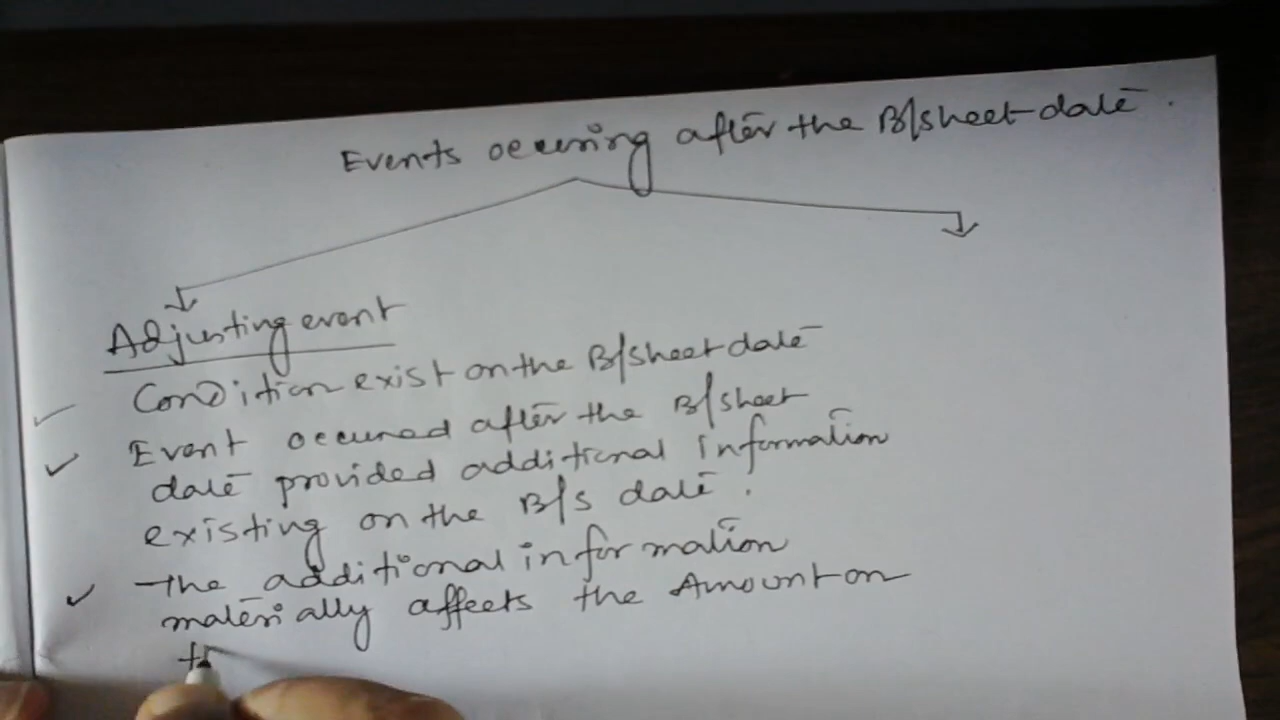 Events occuring after the B/sheet date.
Adjusting event
Condition exist on the B/sheet date
Event occured after the B/sheet
date provided additional information
existing on the B/s date.
The additional information
materially affects the Amount on